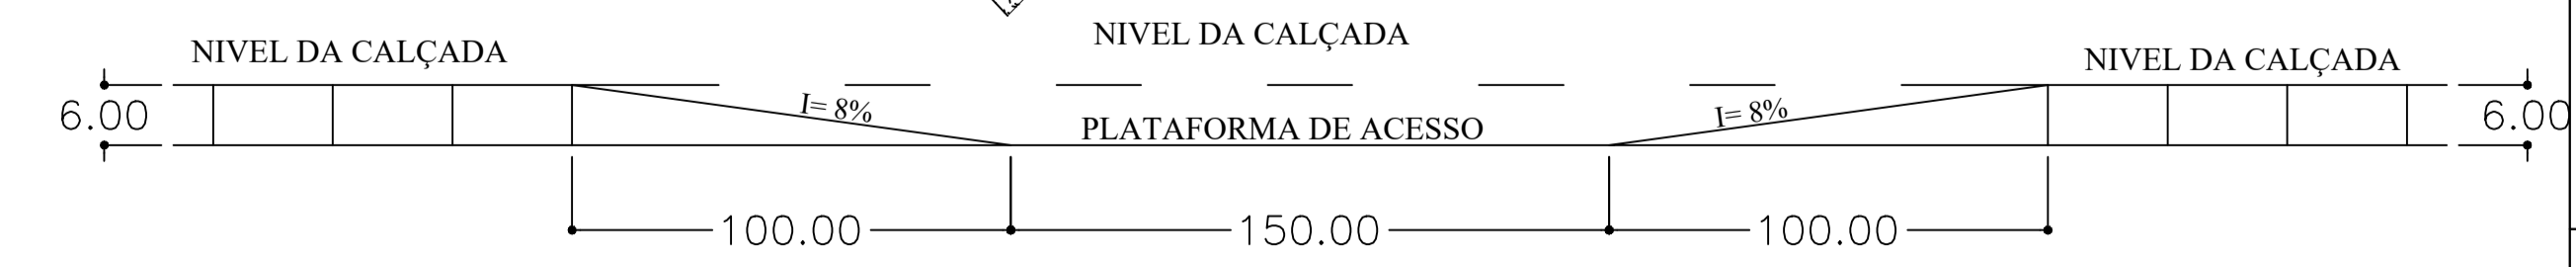 NIVEL DA CALÇADA
NIVEL DA CALÇADA
NIVEL DA CALÇADA
6.00
I= 8%
PLATAFORMA DE ACESSO
I= 8%
6.00
100.00
150.00
100.00